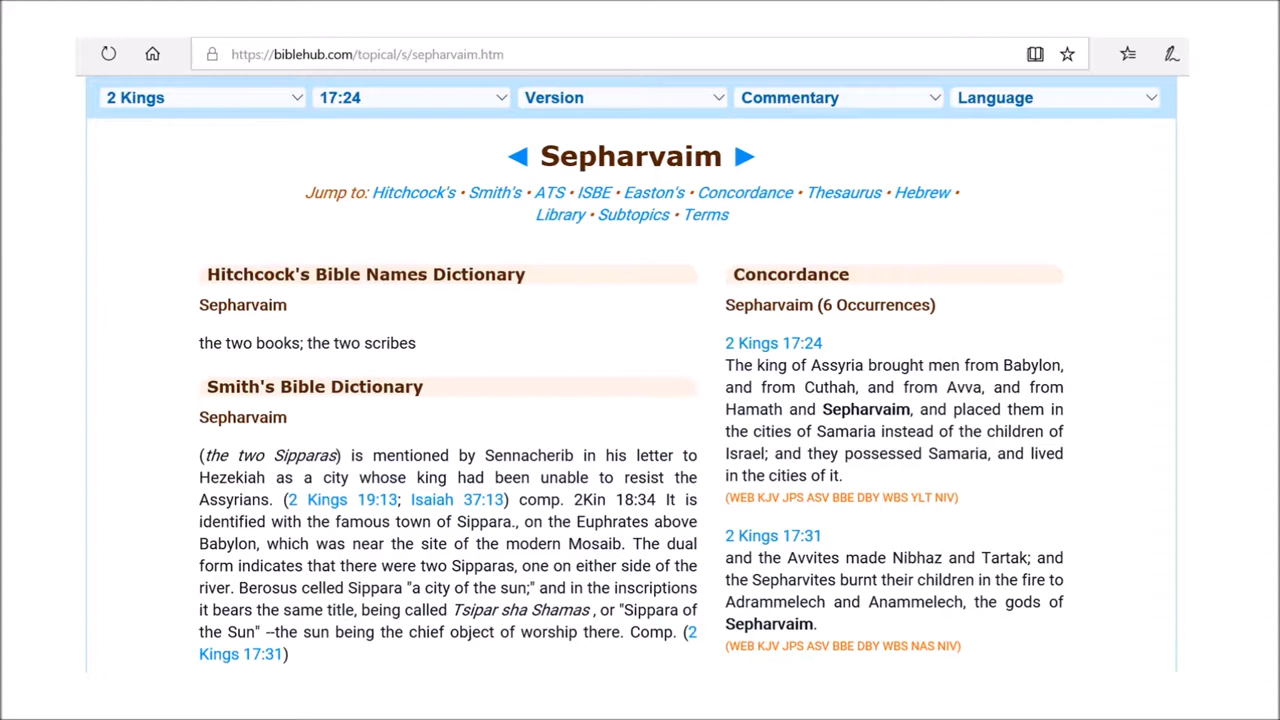 https://biblehub.com/topical/s/sepharvaim.htm
2 Kings 17:24 Version Commentary Language
◄ Sepharvaim ►
Jump to: Hitchcock's • Smith's • ATS • ISBE • Easton's • Concordance • Thesaurus • Hebrew •
Library • Subtopics • Terms
Hitchcock's Bible Names Dictionary
Sepharvaim
the two books; the two scribes
Smith's Bible Dictionary
Sepharvaim
(the two Sipparas) is mentioned by Sennacherib in his letter to
Hezekiah as a city whose king had been unable to resist the
Assyrians. (2 Kings 19:13; Isaiah 37:13) comp. 2Kin 18:34 It is
identified with the famous town of Sippara., on the Euphrates above
Babylon, which was near the site of the modern Mosaib. The dual
form indicates that there were two Sipparas, one on either side of the
river. Berosus celled Sippara "a city of the sun;" and in the inscriptions
it bears the same title, being called Tsipar sha Shamas , or "Sippara of
the Sun" --the sun being the chief object of worship there. Comp. (2
Kings 17:31)
Concordance
Sepharvaim (6 Occurrences)
2 Kings 17:24
The king of Assyria brought men from Babylon,
and from Cuthah, and from Avva, and from
Hamath and Sepharvaim, and placed them in
the cities of Samaria instead of the children of
Israel; and they possessed Samaria, and lived
in the cities of it.
(WEB KJV JPS ASV BBE DBY WBS YLT NIV)
2 Kings 17:31
and the Avvites made Nibhaz and Tartak; and
the Sepharvites burnt their children in the fire to
Adrammelech and Anammelech, the gods of
Sepharvaim.
(WEB KJV JPS ASV BBE DBY WBS NAS NIV)